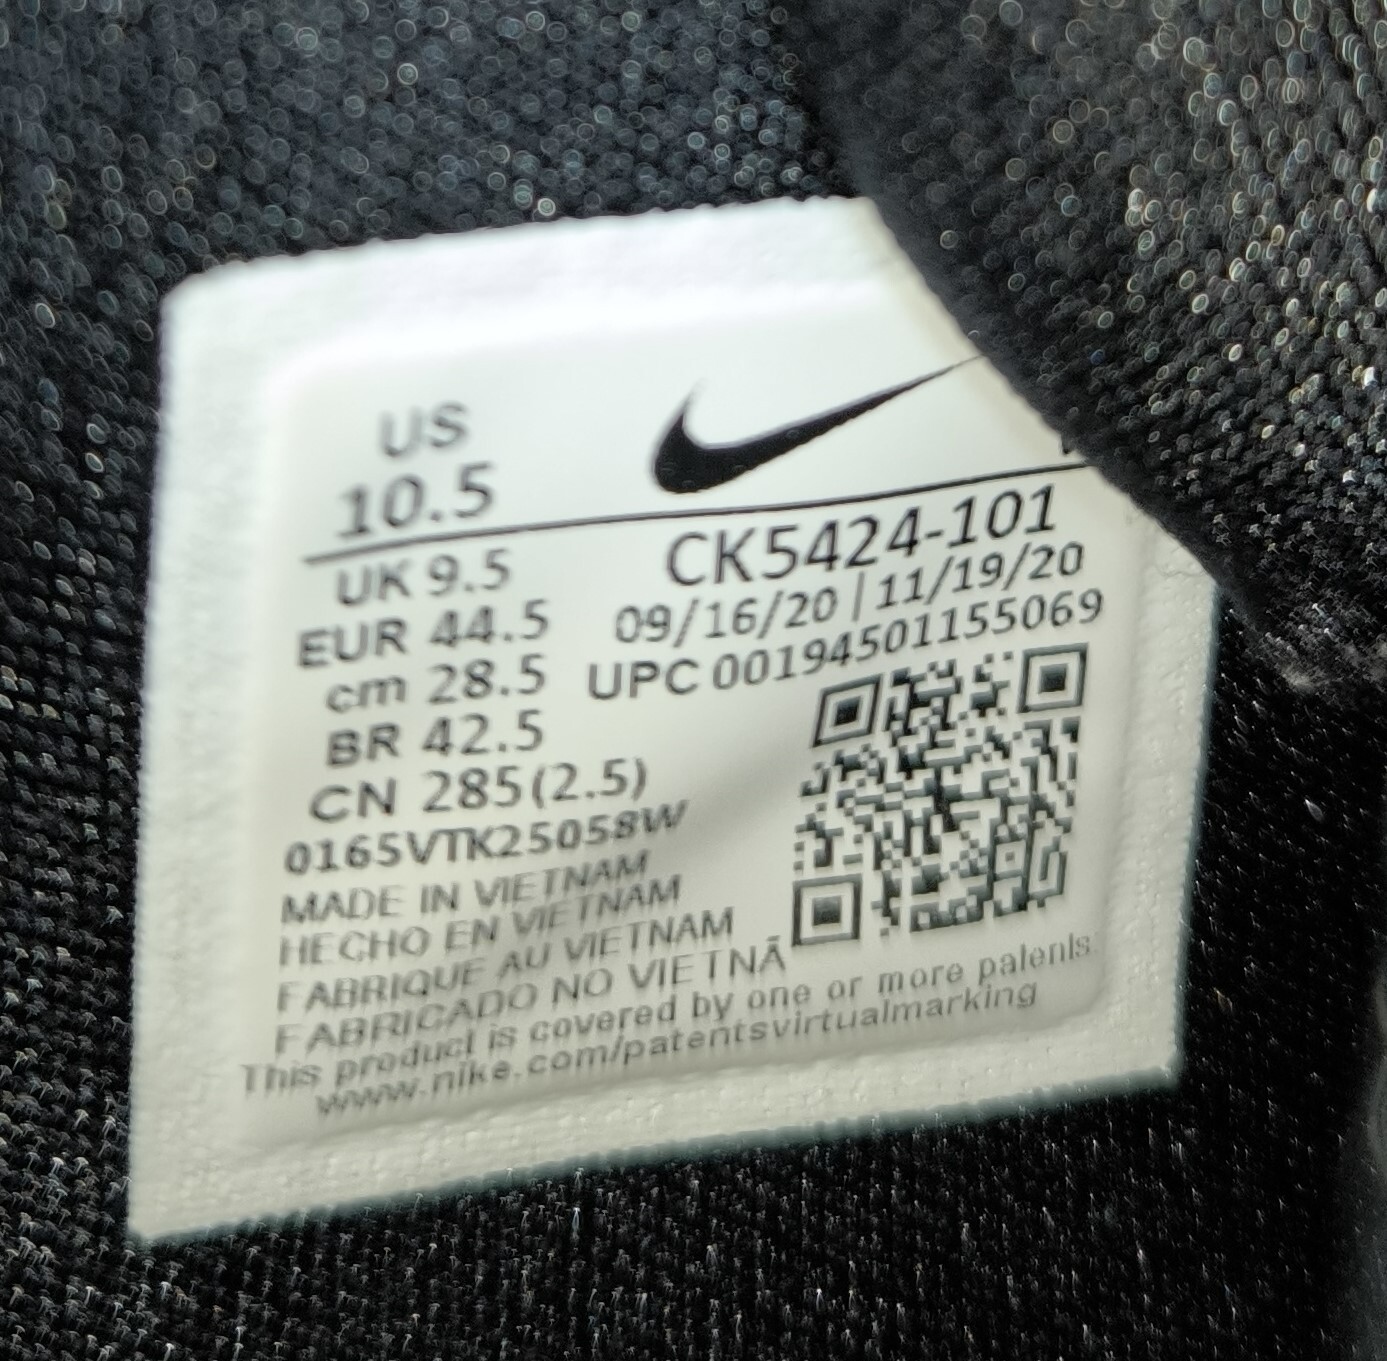 US
10.5
UK 9.5
EUR 44.5
cm 28.5
BR 42.5
CN 285(2.5)
CK5424-101
09/16/20 | 11/19/20
UPC 00194501155069
0165VTK25058W
MADE IN VIETNAM
HECHO EN VIETNAM
FABRIQUE AU VIETNAM
FABRICADO NO VIETNÃ
This product is covered by one or more patents.
www.nike.com/patentsvirtualmarking